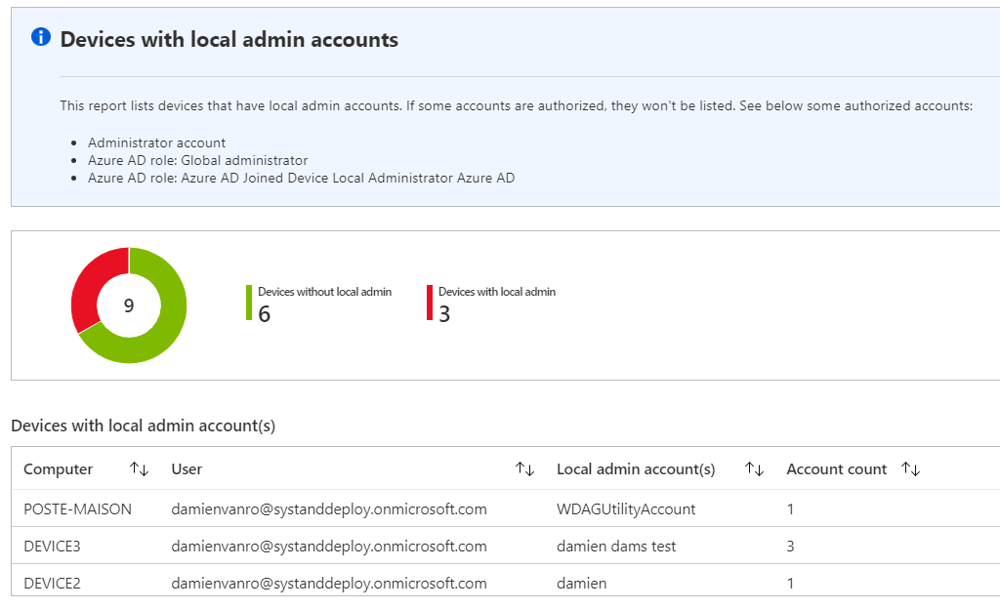 Devices with local admin accounts
This report lists devices that have local admin accounts. If some accounts are authorized, they won't be listed. See below some authorized accounts:
Administrator account
Azure AD role: Global administrator
Azure AD role: Azure AD Joined Device Local Administrator Azure AD
9
Devices without local admin
6
Devices with local admin
3
Devices with local admin account(s)
Computer User Local admin account(s) Account count
POSTE-MAISON damienvanro@systanddeploy.onmicrosoft.com WDAGUtilityAccount 1
DEVICE3 damienvanro@systanddeploy.onmicrosoft.com damien dams test 3
DEVICE2 damienvanro@systanddeploy.onmicrosoft.com damien 1